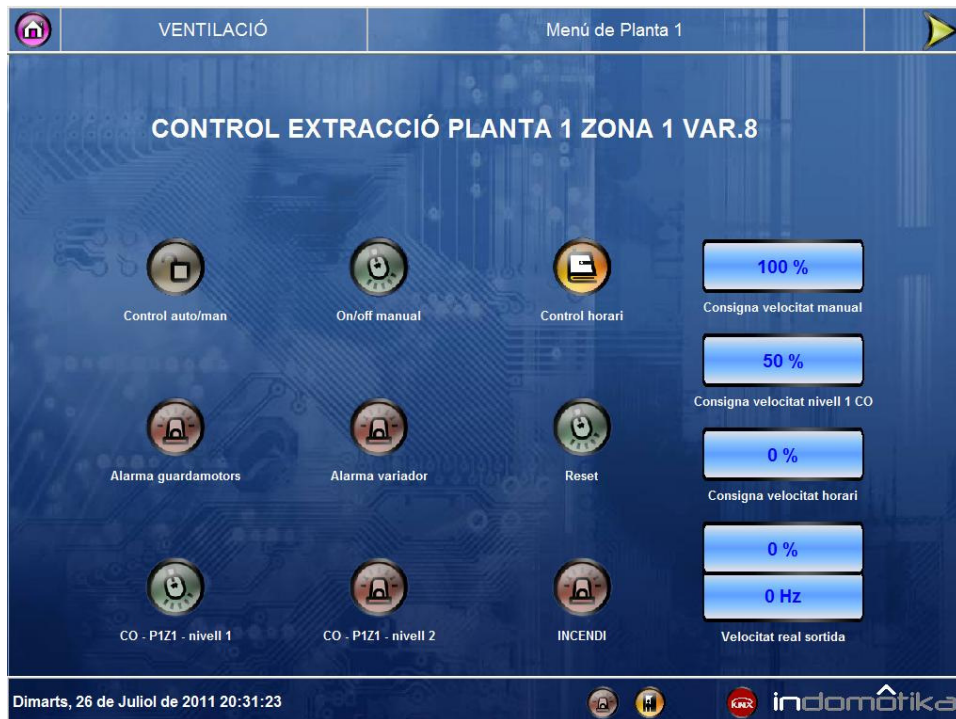 VENTILACIÓ
Menú de Planta 1
CONTROL EXTRACCIÓ PLANTA 1 ZONA 1 VAR.8
Control auto/man
On/off manual
Control horari
100 %
Consigna velocitat manual
50 %
Consigna velocitat nivell 1 CO
Alarma guardamotors
Alarma variador
Reset
0 %
Consigna velocitat horari
CO - P1Z1 - nivell 1
CO - P1Z1 - nivell 2
INCENDI
0 %
0 Hz
Velocitat real sortida
Dimarts, 26 de Juliol de 2011 20:31:23
KNX
indomôtika